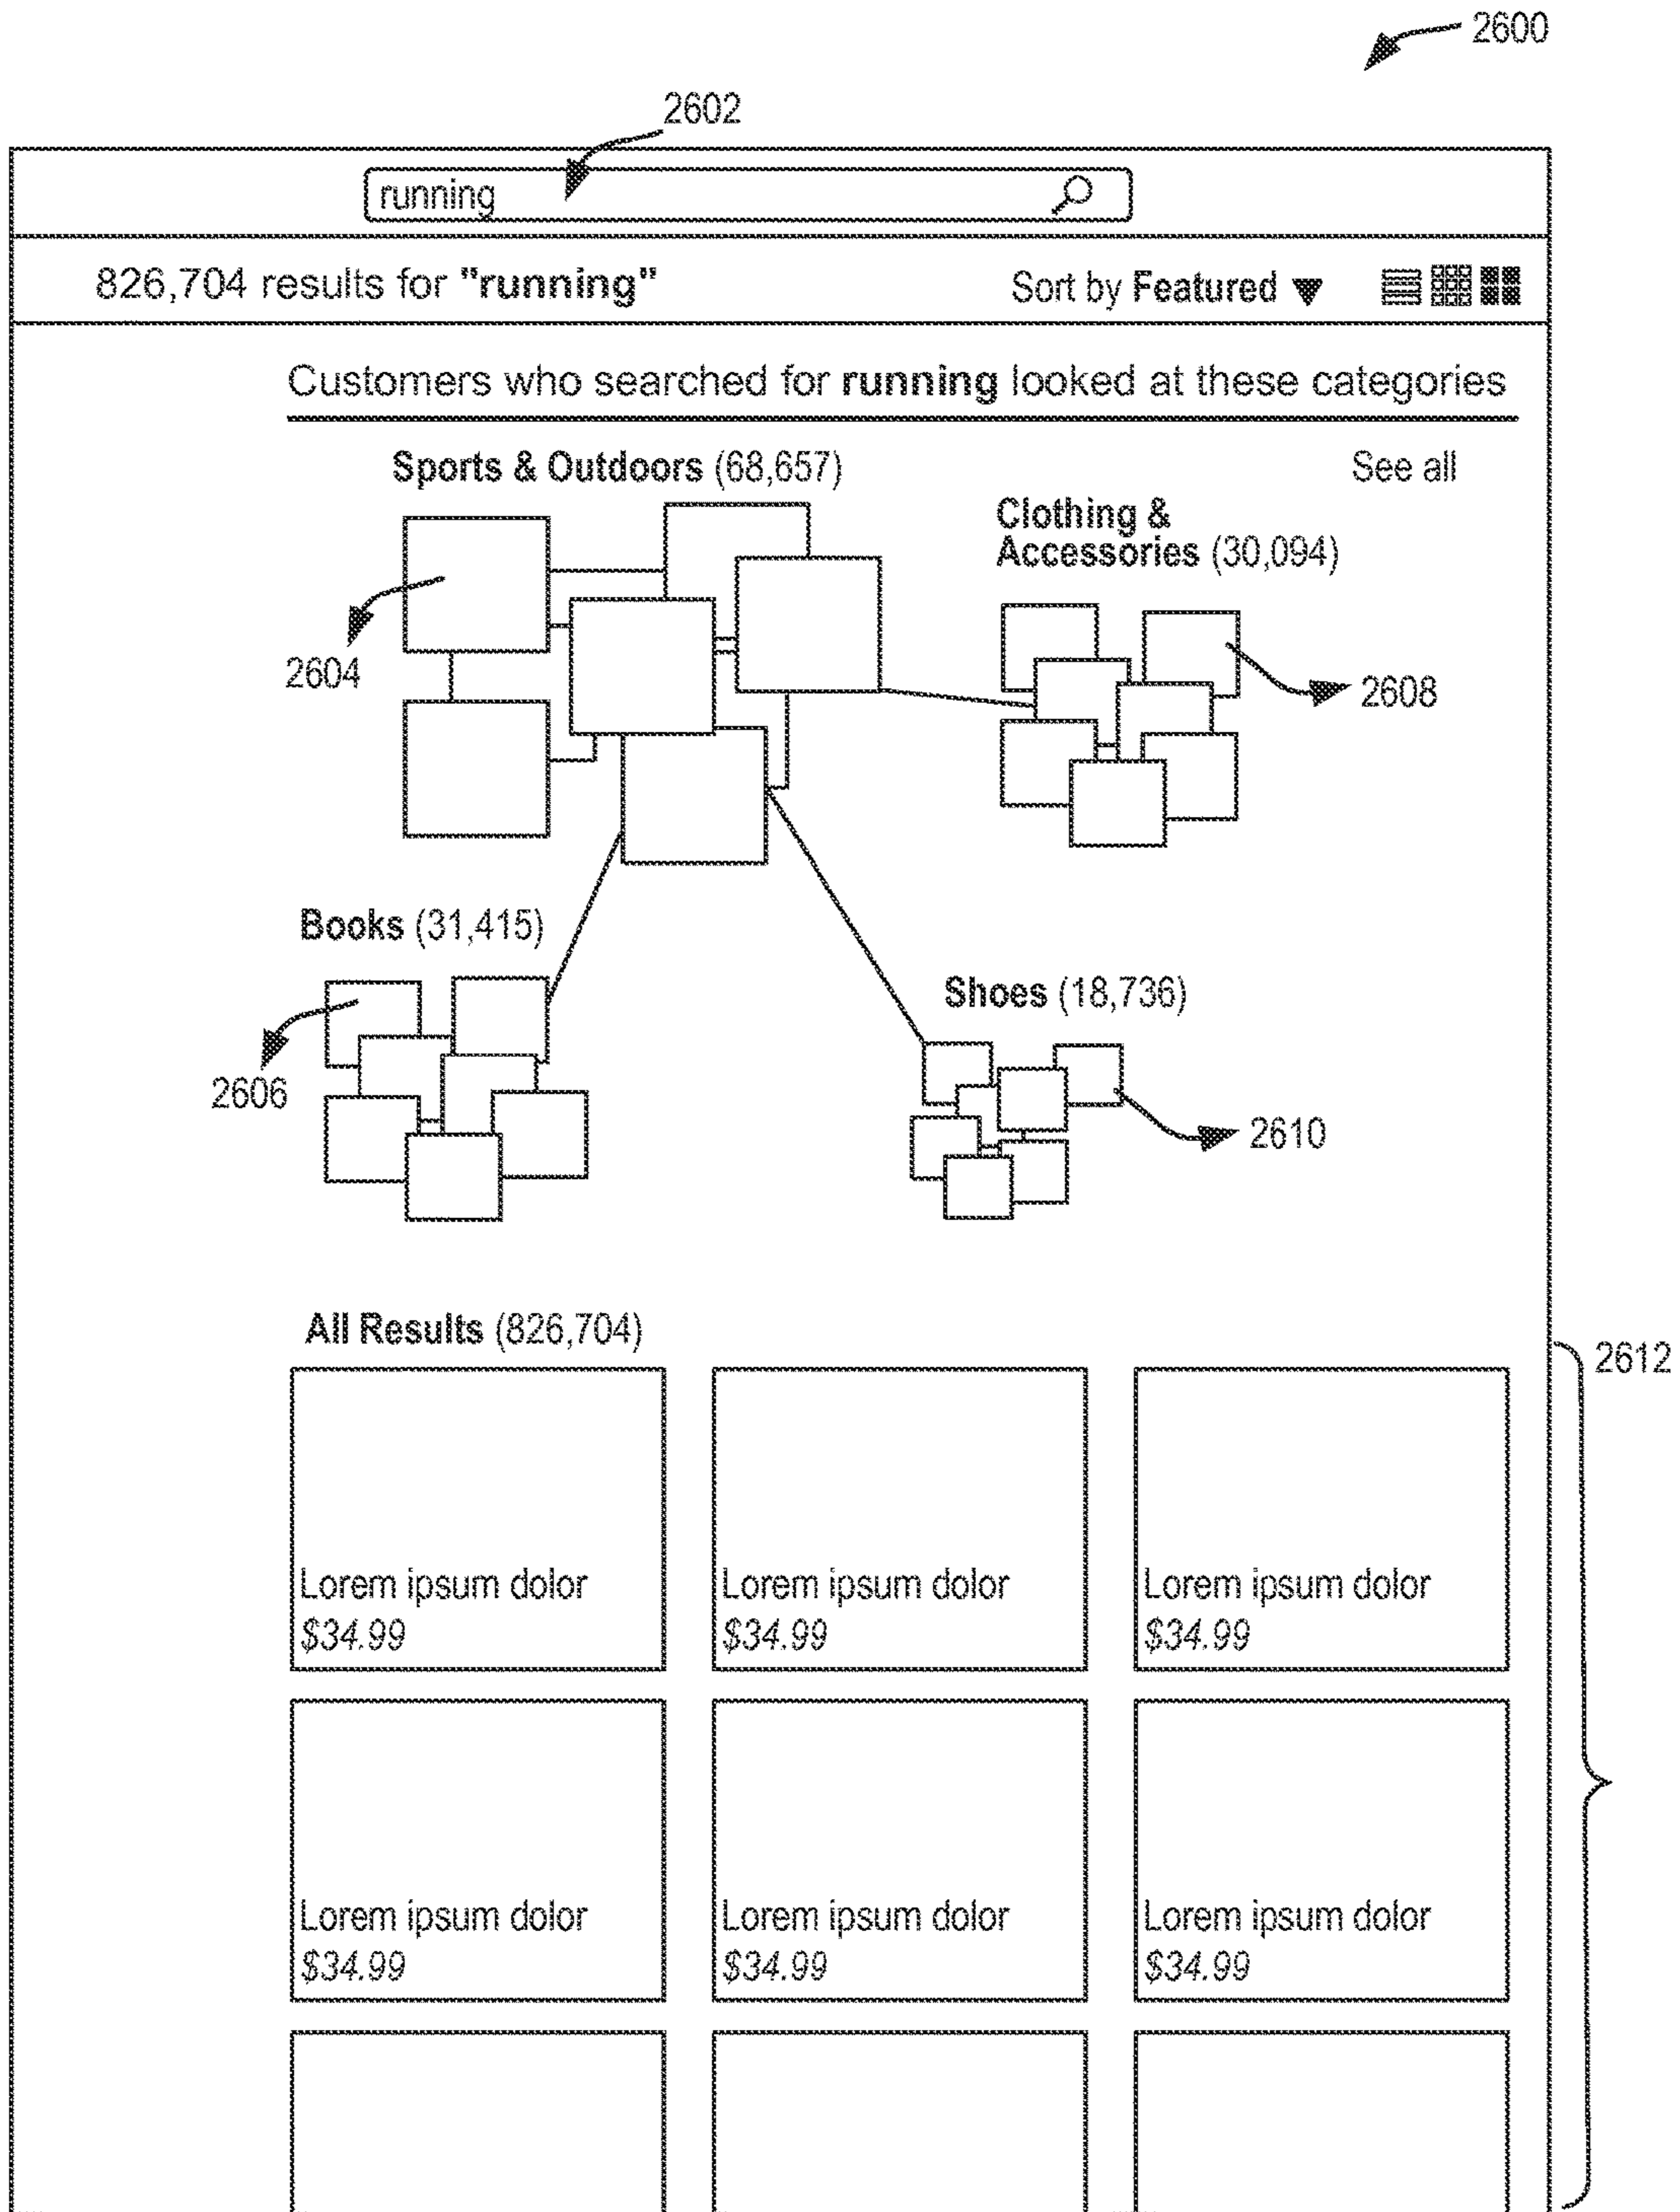 2600
2602
running
826,704 results for "running"
Sort by Featured
Customers who searched for running looked at these categories
Sports & Outdoors (68,657)
See all
Clothing &
Accessories (30,094)
2604
2608
Books (31,415)
Shoes (18,736)
2606
2610
All Results (826,704)
2612
Lorem ipsum dolor
$34.99
Lorem ipsum dolor
$34.99
Lorem ipsum dolor
$34.99
Lorem ipsum dolor
$34.99
Lorem ipsum dolor
$34.99
Lorem ipsum dolor
$34.99